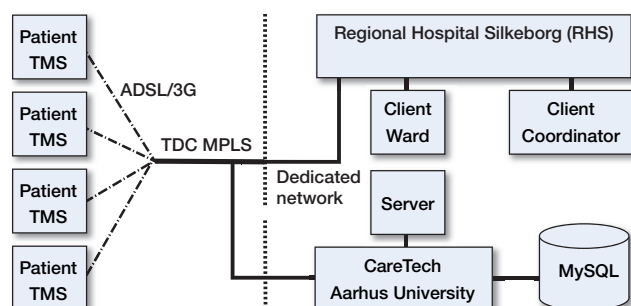 Patient
TMS
Patient
TMS
Patient
TMS
Patient
TMS
ADSL/3G
TDC MPLS
Regional Hospital Silkeborg (RHS)
Client
Ward
Client
Coordinator
Dedicated
network
Server
CareTech
Aarhus University
MySQL